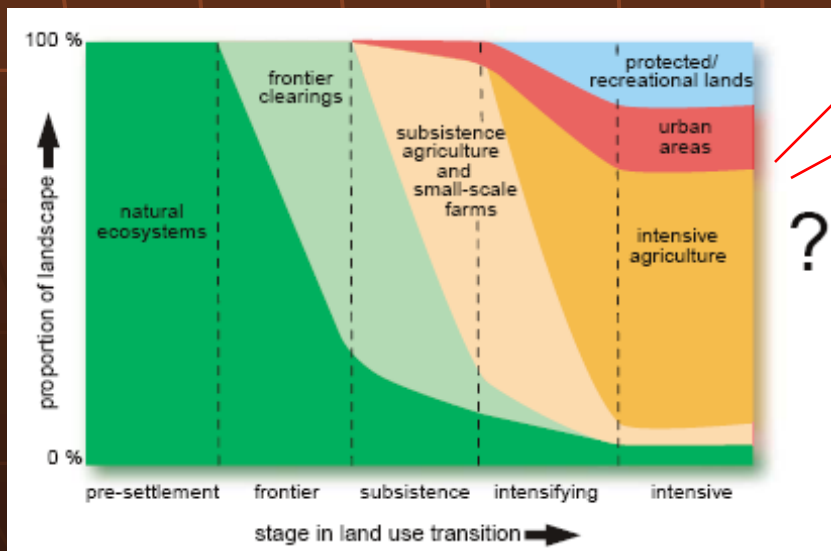 100 %
frontier
clearings
protected/
recreational lands
urban
areas
subsistence
agriculture
and
small-scale
farms
natural
ecosystems
intensive
agriculture
?
proportion of landscape
0 %
pre-settlement frontier subsistence intensifying intensive
stage in land use transition